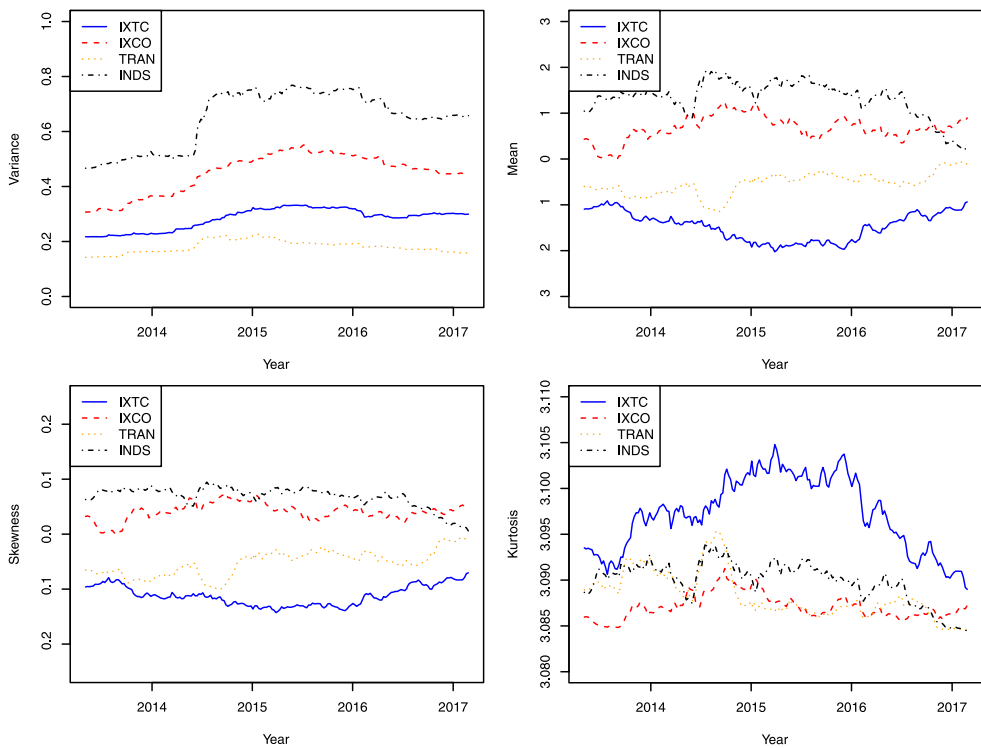 IXTC
IXCO
TRAN
INDS
Variance
1.0
0.8
0.6
0.4
0.2
0.0
2014
2015
2016
2017
Year
IXTC
IXCO
TRAN
INDS
Mean
3
2
1
0
1
2
3
2014
2015
2016
2017
Year
IXTC
IXCO
TRAN
INDS
Skewness
0.2
0.1
0.0
0.1
0.2
2014
2015
2016
2017
Year
IXTC
IXCO
TRAN
INDS
Kurtosis
3.110
3.105
3.100
3.095
3.090
3.085
3.080
2014
2015
2016
2017
Year